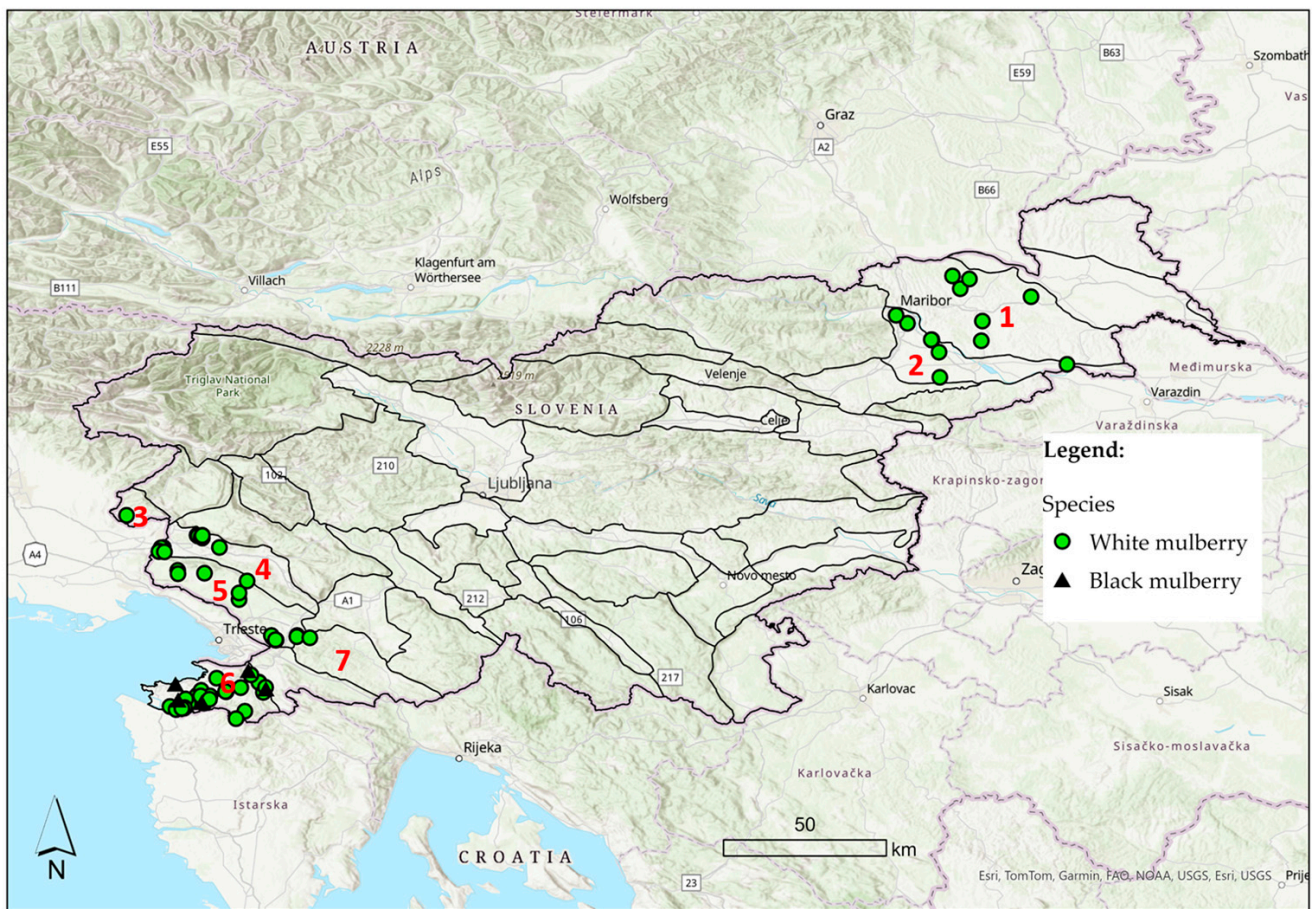 Steiermark
AUSTRIA
B63
Szombath
E59
Vas
Graz
A2
E55
Alps
B66
Wolfsberg
Klagenfurt am
Wörthersee
Villach
B111
Maribor
1
2228 m
2
Međimurska
Triglav National
Park
2519 m
Velenje
Varazdin
SLOVENIA
Celje
Varaždinska
Legend:
102
210
Krapinsko-zagor
Ljubljana
Sava
Species
3
White mulberry
A4
4
Zag
Black mulberry
5
Novo mesto
A1
212
106
Trieste
7
217
6
Karlovac
Sisak
Rijeka
Sisačko-moslavačka
Karlovačka
Istarska
50
km
N
CROATIA
23
Esri, TomTom, Garmin, FAO, NOAA, USGS, Esri, USGS
Prije